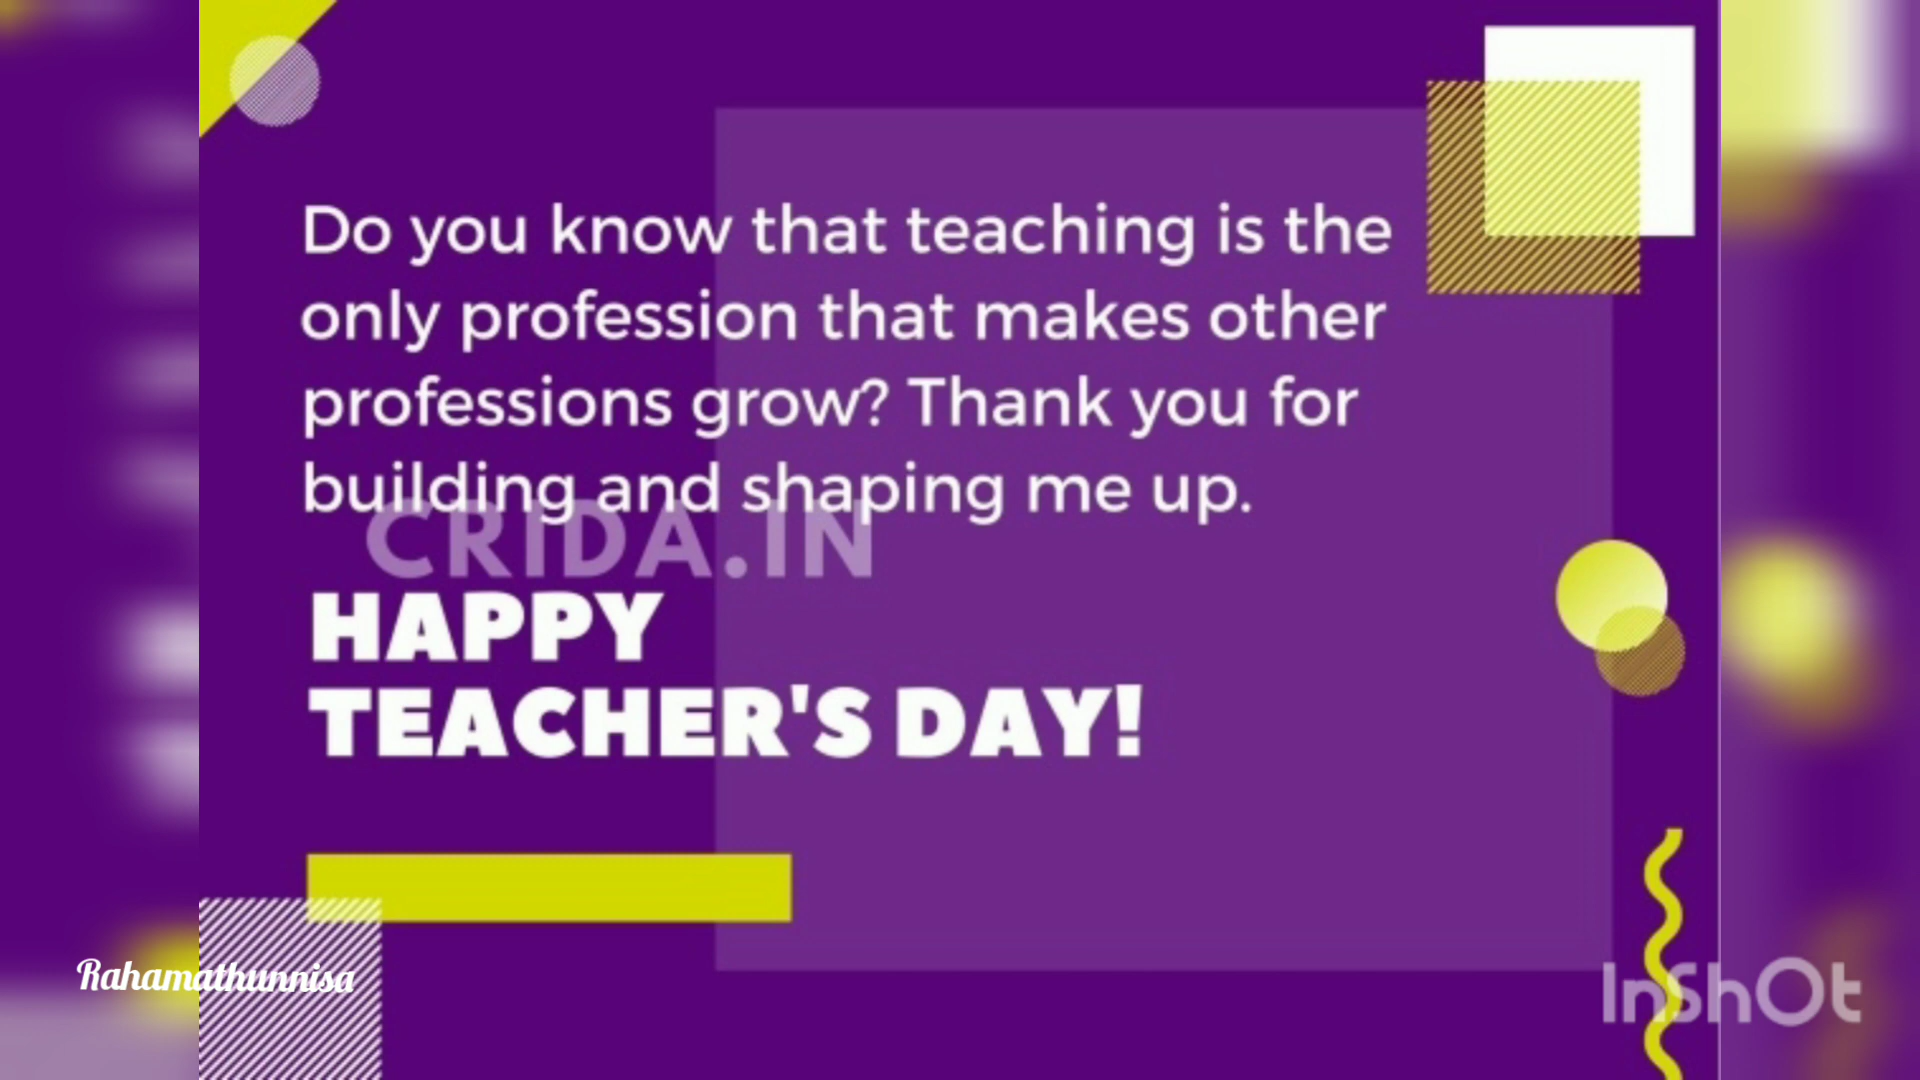 Do you know that teaching is the
only profession that makes other
professions grow? Thank you for
building and shaping me up.
CRIDA.IN
HAPPY
TEACHER'S DAY!
Rahamathunnisa
InShOt